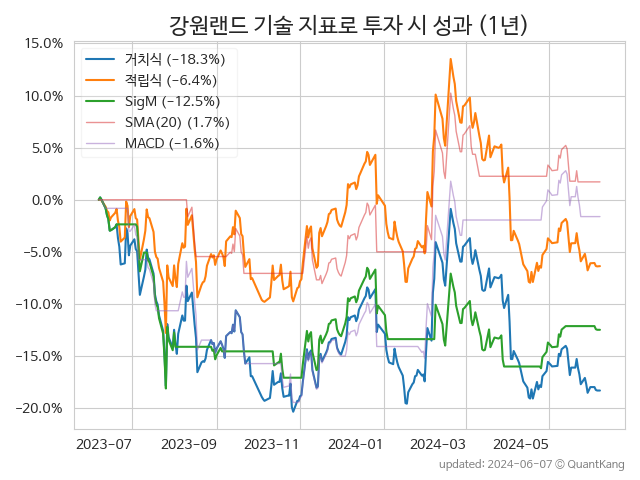 강원랜드 기술 지표로 투자 시 성과 (1년)
15.0%
10.0%
5.0%
0.0%
−5.0%
−10.0%
−15.0%
−20.0%
거치식 (−18.3%)
적립식 (−6.4%)
SigM (−12.5%)
SMA(20) (1.7%)
MACD (−1.6%)
2023−07
2023−09
2023−11
2024−01
2024−03
2024−05
updated: 2024-06-07 © QuantKang